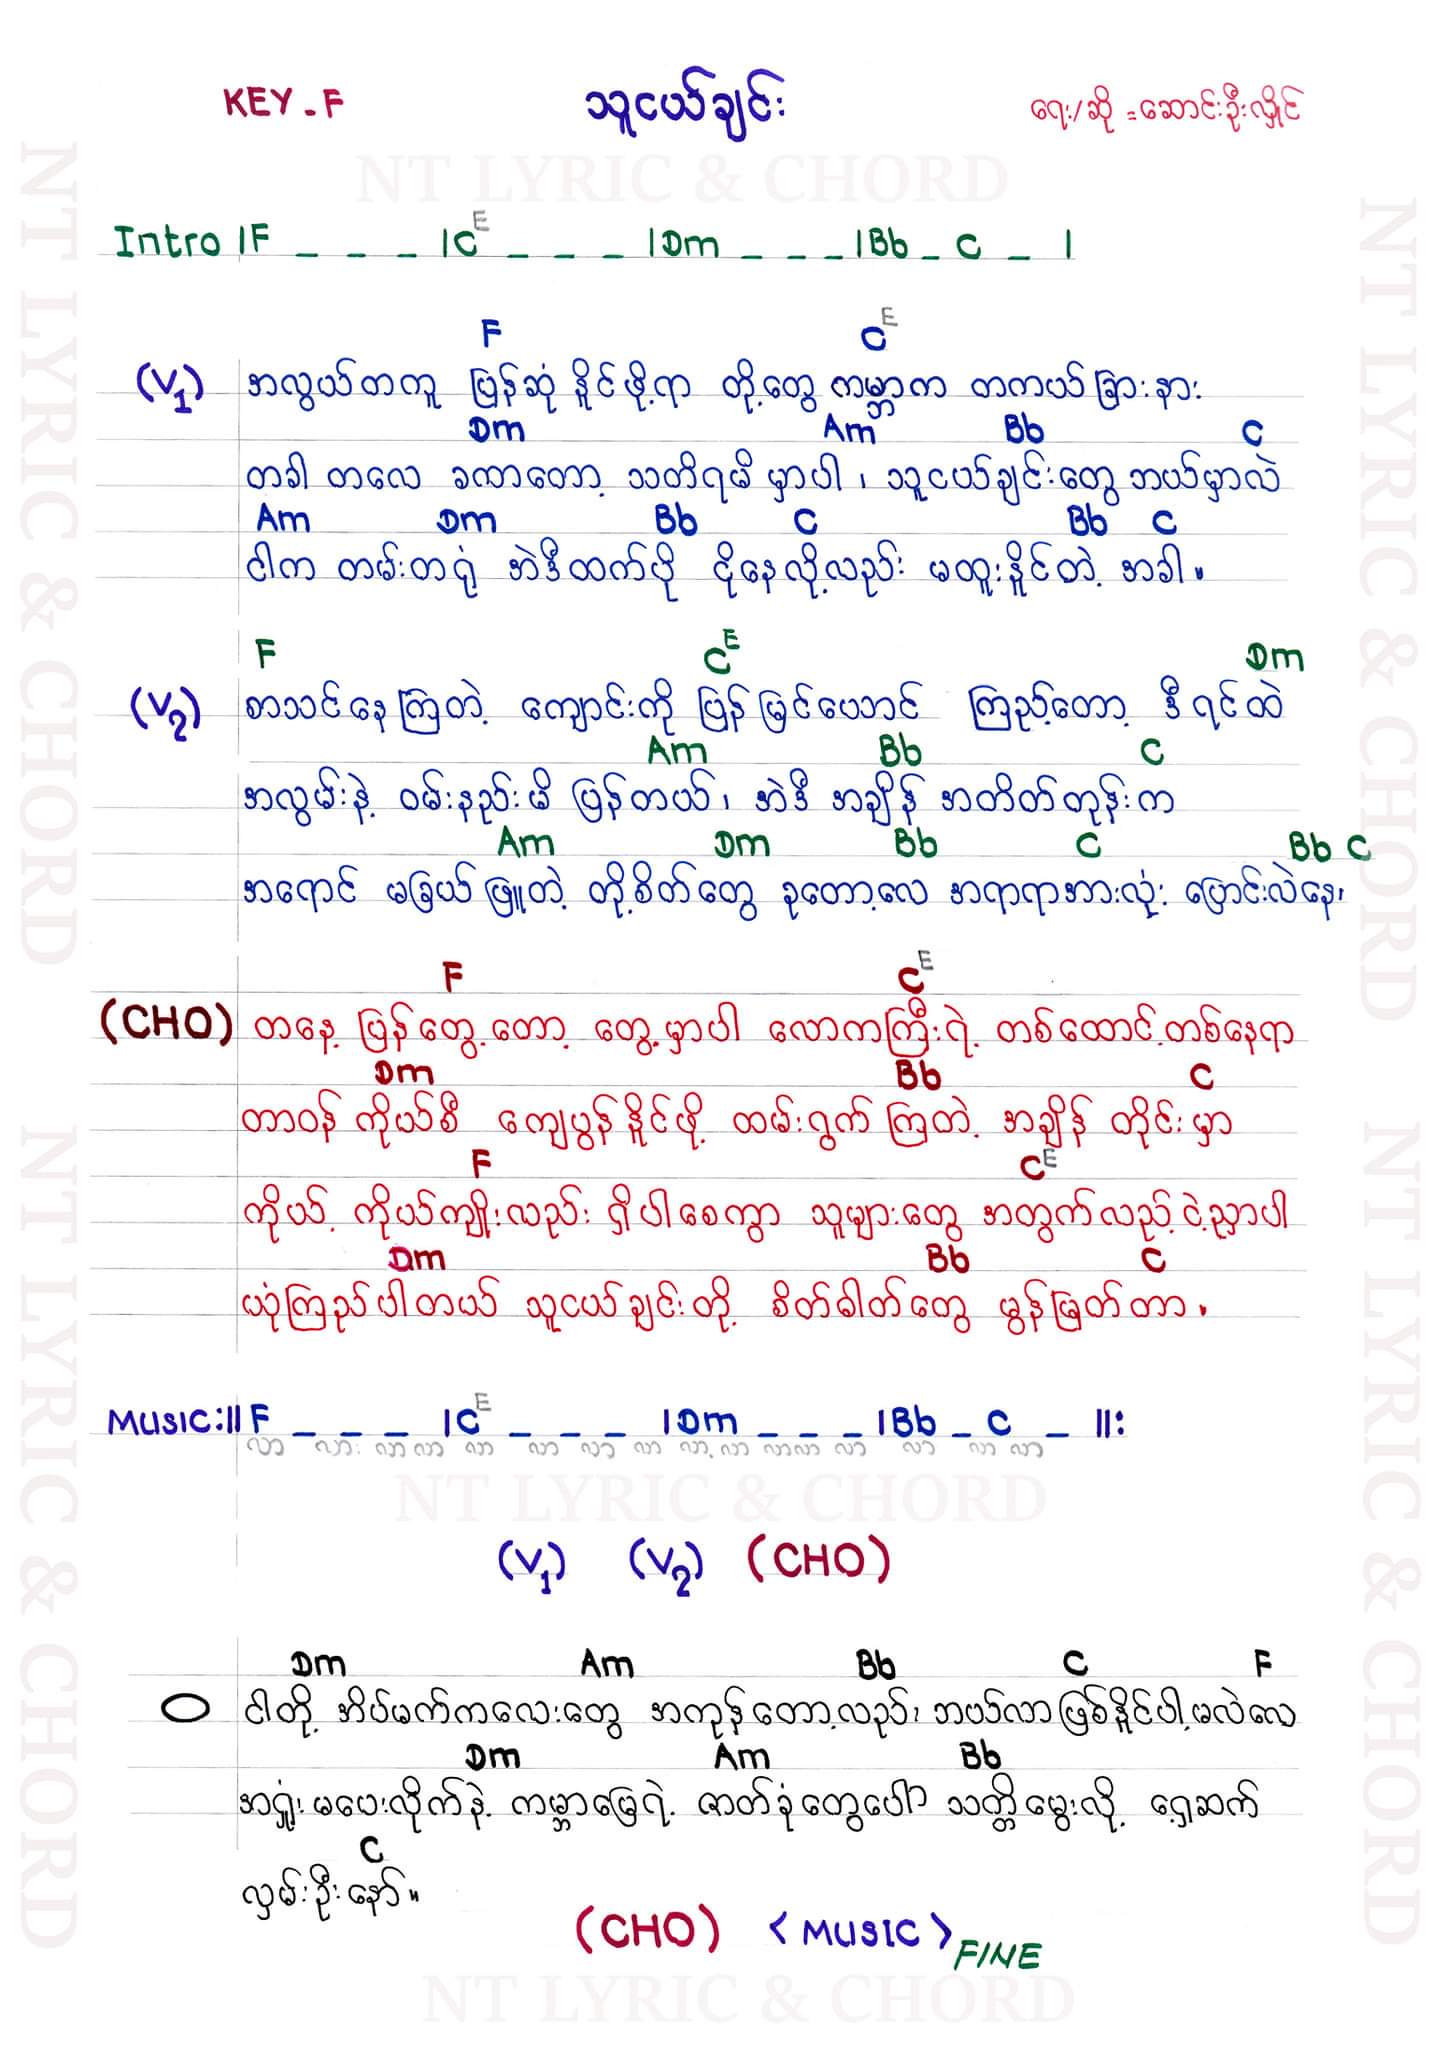 KEY - F
သူငယ်ချင်း
ရေး/ဆို = ဆောင်းဦးလှိုင်
NT LYRIC & CHORD
Intro |F _ _ _ |C E _ _ _ |Dm _ _ _ |Bb _ C _ |
F C E
(V1) အလွယ်တကူ ပြန်ဆုံ နိူင်ဖို့ရာ တို့တွေ ကမ္ဘာက တကယ်ခြားနား
Dm Am Bb C
တခါ တလေ ခဏတော့ သတိရမိ မှာပါ ၊ သူငယ်ချင်းတွေ ဘယ်မှာလဲ
Am Dm Bb C Bb C
ငါက တမ်းတရုံ အဲဒီထက်ပို ငိုနေလို့လည်း မထူးနိူင်တဲ့ အခါ။
F C E Dm
(V2) စာသင်နေကြတဲ့ ကျောင်းကို ပြန်မြင်ယောင် ကြည့်တော့ ဒီရင်ထဲ
Am Bb C
အလွမ်းနဲ့ ဝမ်းနည်းမိ ပြန်တယ်၊ အဲဒီ အချိန် အတိတ်တုန်းက
Am Dm Bb C Bb C
အရောင် မခြယ်ဖြူတဲ့ တို့စိတ်တွေ ခုတော့လေ အရာရာအားလုံး ပြောင်းလဲနေ၊
F C E
(CHO) တနေ့ ပြန်တွေ့တော့ တွေ့မှာပါ လောကကြီးရဲ့ တစ်ထောင့်တစ်နေရာ
Dm Bb C
တာဝန် ကိုယ်စီ ကျေပွန်နိူင်ဖို့ ထမ်းရွက်ကြတဲ့ အချိန် တိုင်းမှာ
F C E
ကိုယ့် ကိုယ်ကျိုးလည်း ရှိပါစေကွာ သူများတွေ အတွက်လည့်ငဲ့ညှာပါ
Dm Bb C
ယုံကြည်ပါတယ် သူငယ်ချင်းတို့ စိတ်ဓါတ်တွေ မွန်မြတ်တာ။
MUSIC:|| F _ _ _ |C E _ _ _ |Dm _ _ _ |Bb _ C _ ||:
လာ လား လာလာ လာ လာ လာ လာ လာ့လာ လာလာ လာ လာ လာ လာ
NT LYRIC & CHORD
(V1) (V2) (CHO)
Dm Am Bb C F
ငါတို့ အိပ်မက်ကလေးတွေ အကုန်တော့လည်း ဘယ်လာဖြစ်နိူင်ပါ့မလဲလေ
Dm Am Bb
အရှုံးမပေးလိုက်နဲ့ ကမ္ဘာမြေရဲ့ ဇာတ်ခုံတွေပေါ် သတ္တိမွေးလို့ ရှေ့ဆက်
C
လှမ်းဦးနော်။
(CHO) < MUSIC > FINE
NT LYRIC & CHORD
NT LYRIC & CHORD
NT LYRIC & CHORD
NT LYRIC & CHORD
NT LYRIC & CHORD